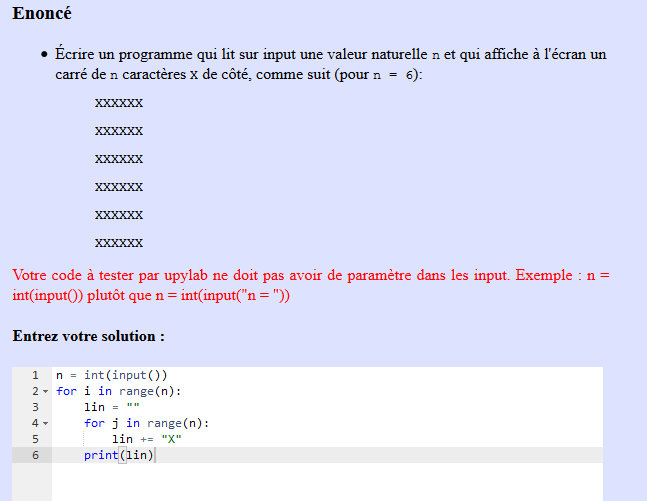 Enoncé
• Écrire un programme qui lit sur input une valeur naturelle n et qui affiche à l'écran un
carré de n caractères X de côté, comme suit (pour n = 6):
XXXXXX
XXXXXX
XXXXXX
XXXXXX
XXXXXX
XXXXXX
Votre code à tester par upylab ne doit pas avoir de paramètre dans les input. Exemple : n =
int(input()) plutôt que n = int(input("n = "))
Entrez votre solution :
1 n = int(input())
2 for i in range(n):
3 lin = ""
4 for j in range(n):
5 lin += "X"
6 print(lin)